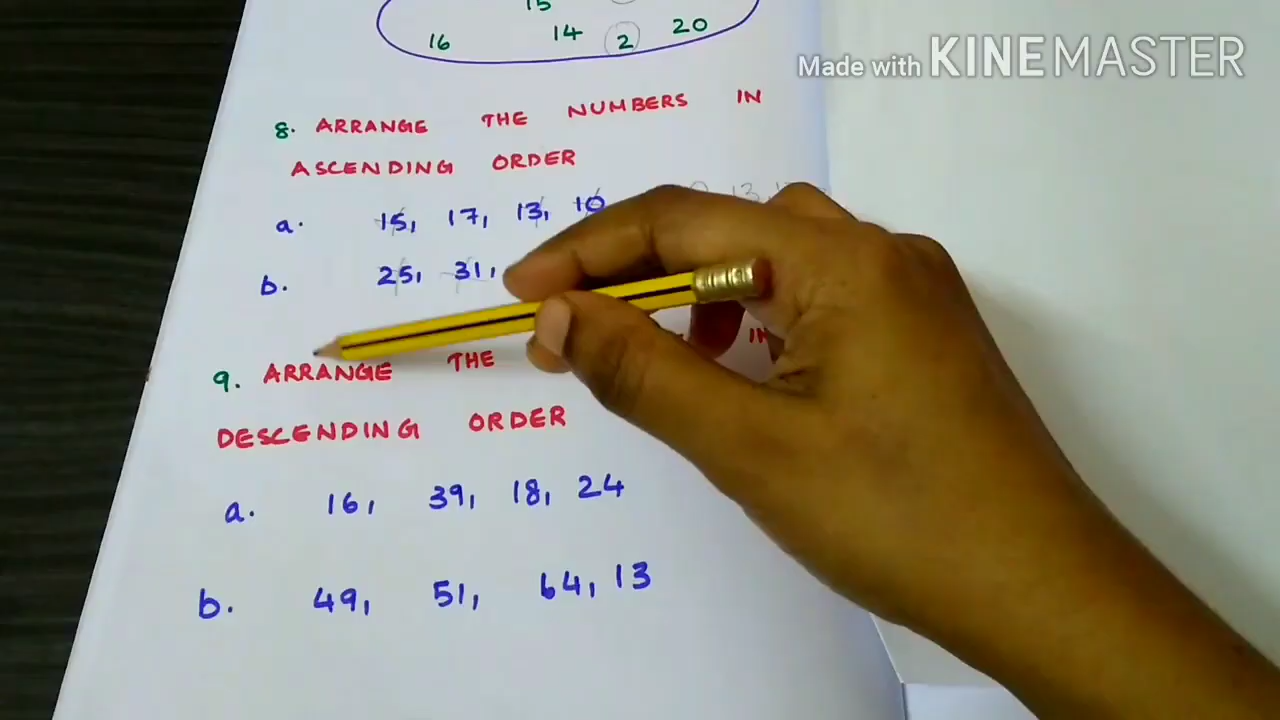 15
16 14 2 20
Made with KINEMASTER
8. ARRANGE THE NUMBERS IN
ASCENDING ORDER
a. 15, 17, 13, 10
b. 25, 31,
9. ARRANGE THE IN
DESCENDING ORDER
a. 16, 39, 18, 24
b. 49, 51, 64, 13